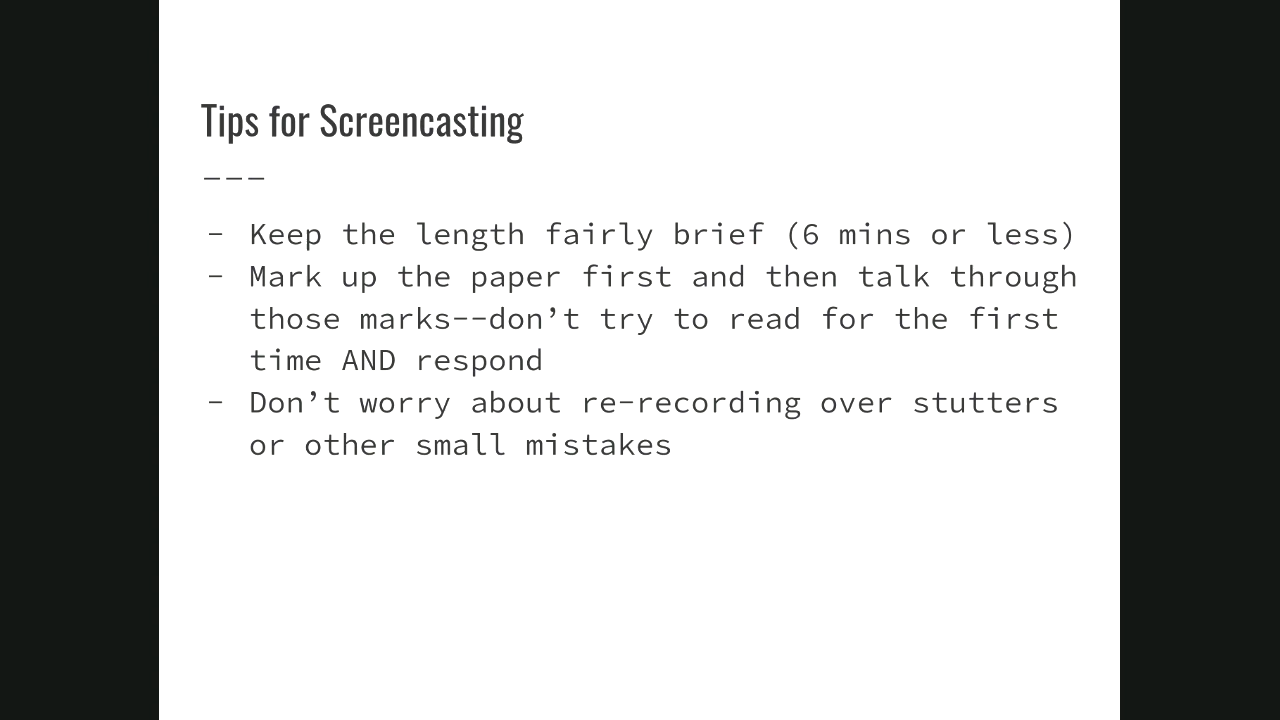 Tips for Screencasting
———
- Keep the length fairly brief (6 mins or less)
- Mark up the paper first and then talk through
those marks--don’t try to read for the first
time AND respond
- Don’t worry about re-recording over stutters
or other small mistakes